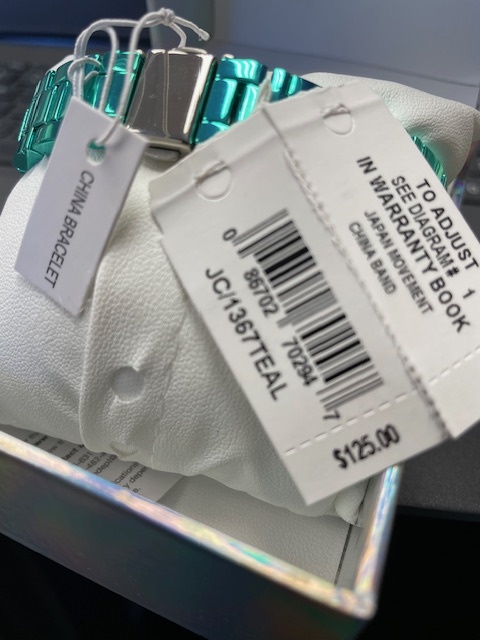 CHINA BRACELET
TO ADJUST
SEE DIAGRAM# 1
IN WARRANTY BOOK
JAPAN MOVEMENT
CHINA BAND
0 86702 70294 7
JC/1367TEAL
$125.00